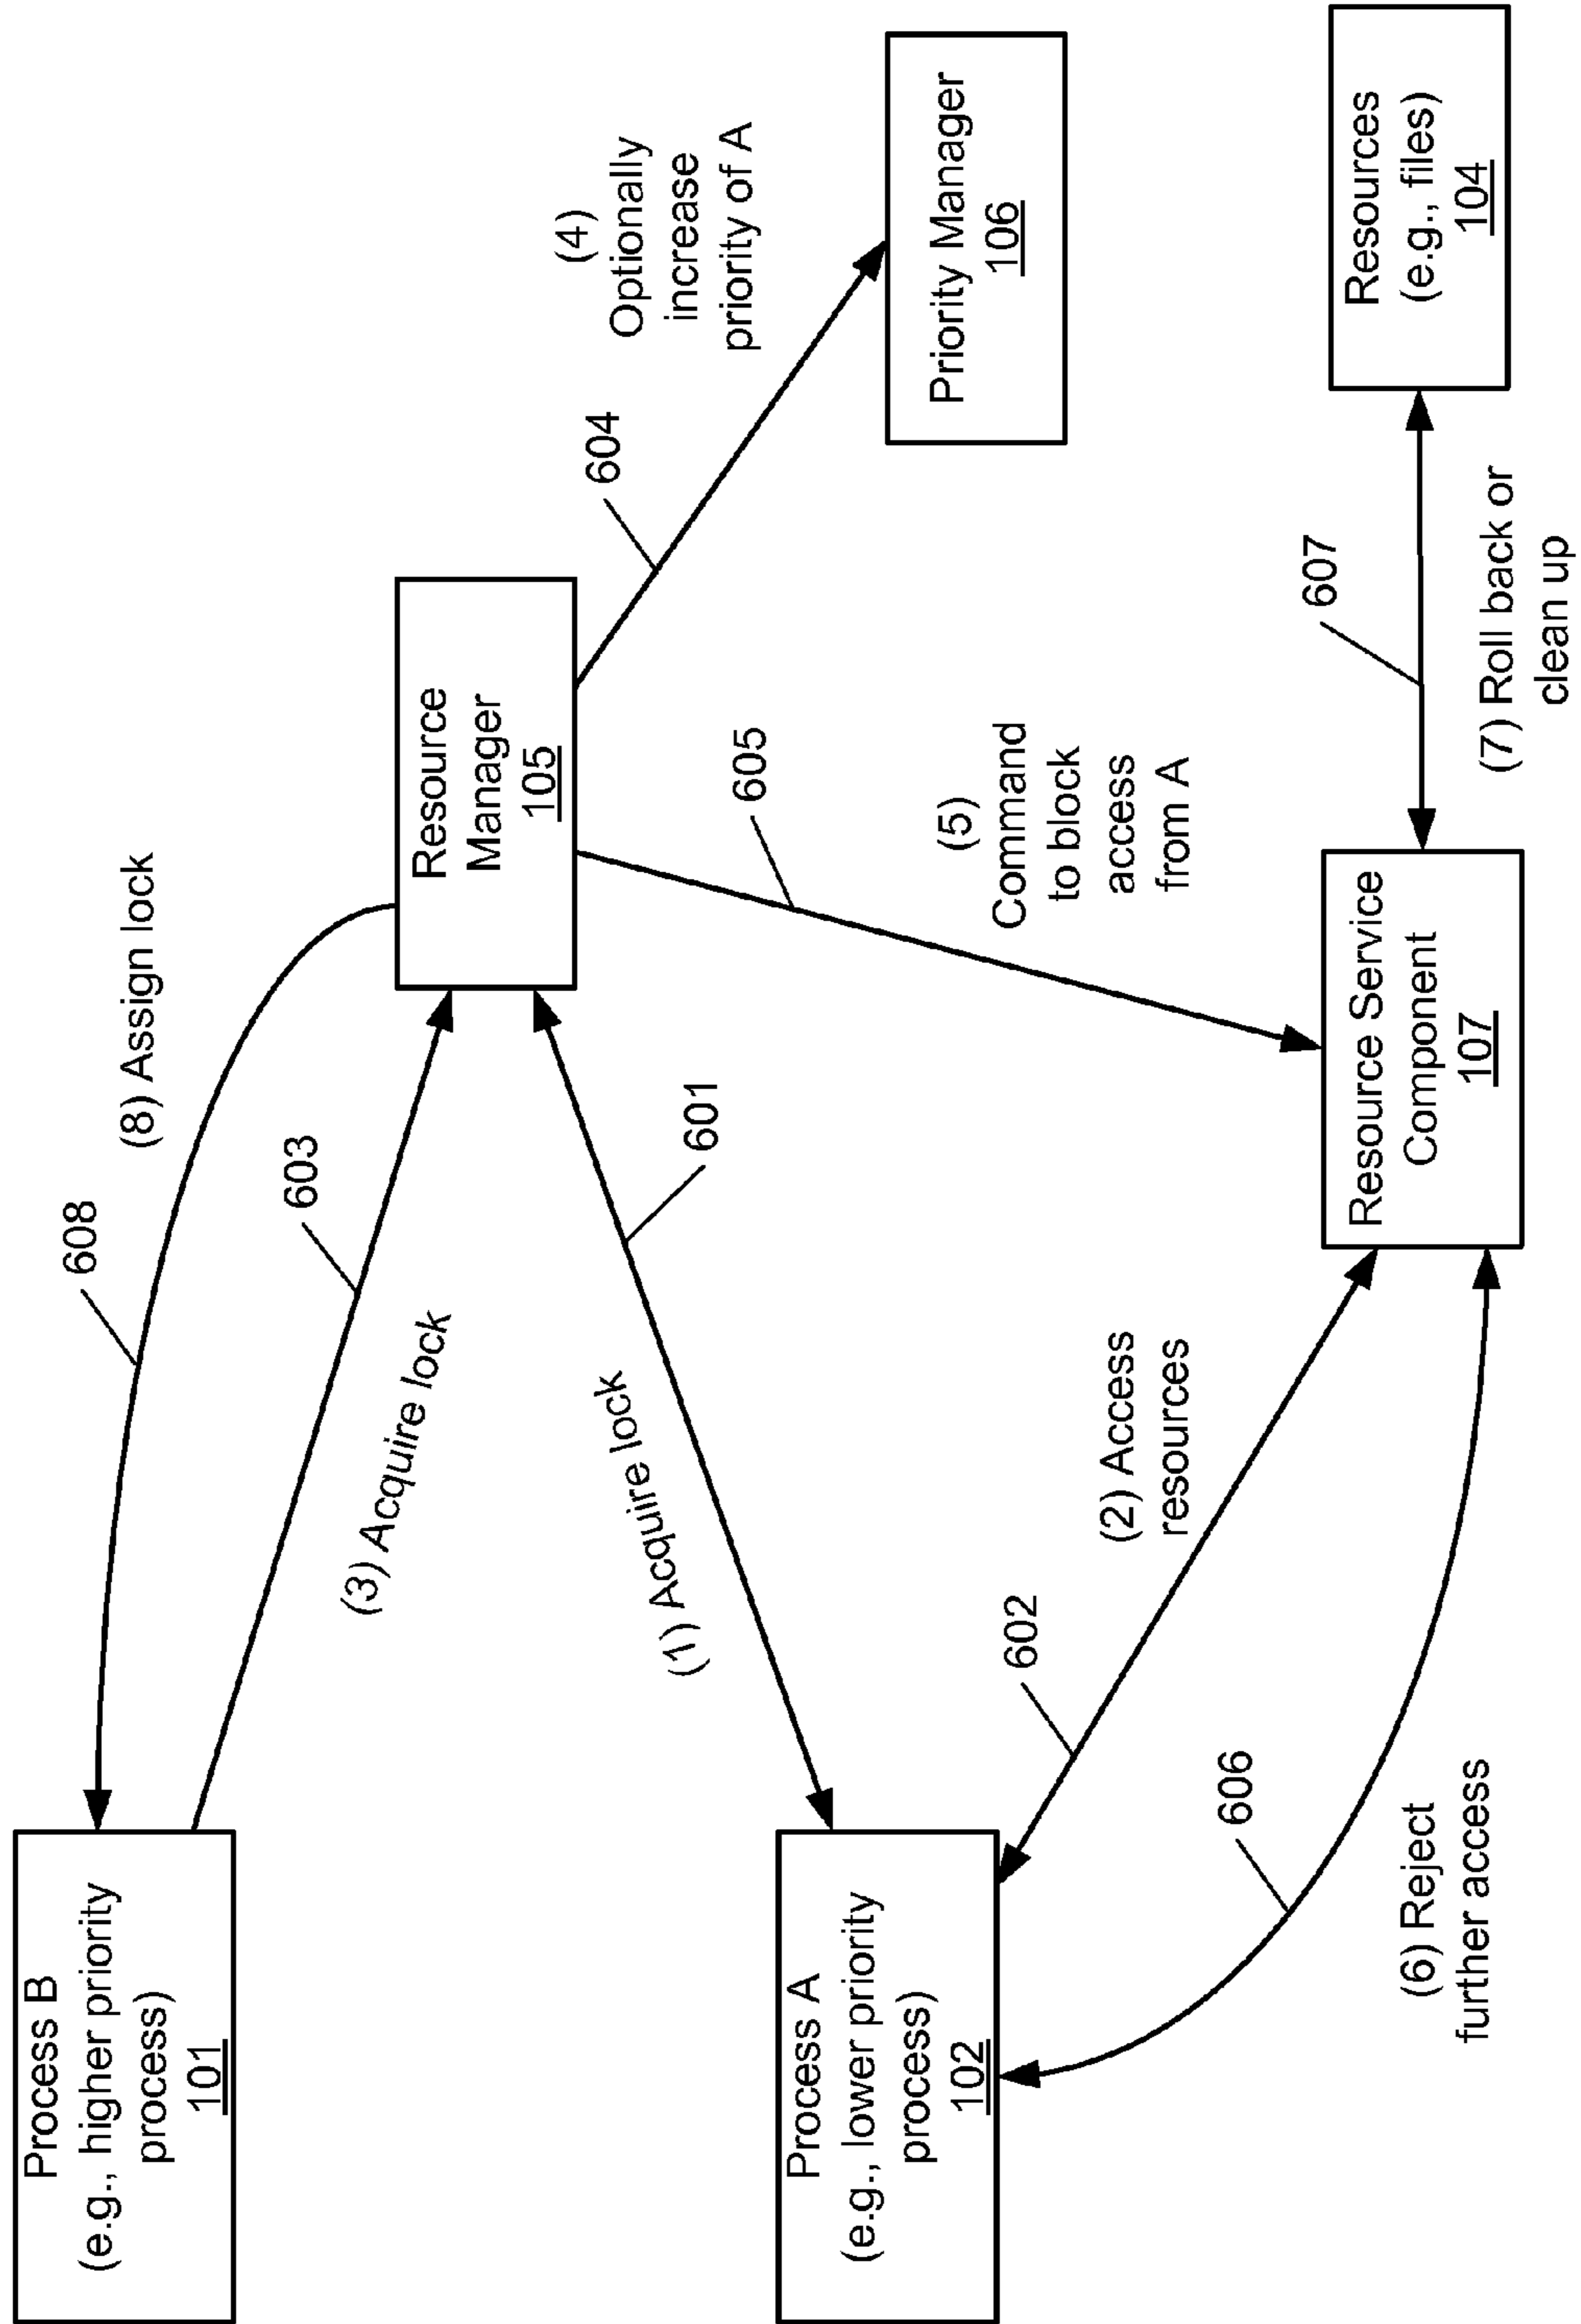 Process B
(e.g., higher priority
process)
101
608
(8) Assign lock
603
(3) Acquire lock
Resource
Manager
105
(4)
Optionally
increase
priority of A
604
Priority Manager
106
601
(1) Acquire lock
605
(5)
Command
to block
access
from A
Process A
(e.g., lower priority
process)
102
602
(2) Access
resources
606
(6) Reject
further access
Resource Service
Component
107
607
(7) Roll back or
clean up
Resources
(e.g., files)
104